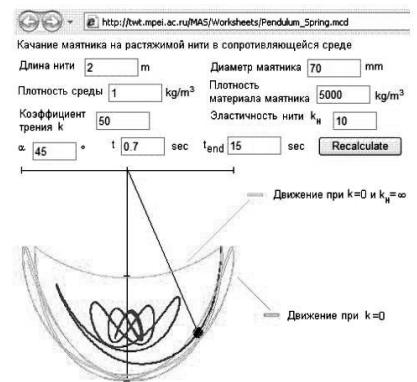 http://twt.mpei.ac.ru/MAS/Worksheets/Pendulum_Spring.mcd
Качание маятника на растяжимой нити в сопротивляющейся среде
Длина нити 2 m Диаметр маятника 70 mm
Плотность среды 1 kg/m³ Плотность материала маятника 5000 kg/m³
Коэффициент трения k 50 Эластичность нити kн 10
α 45 ° t 0.7 sec tend 15 sec Recalculate
Движение при k=0 и kн=∞
Движение при k=0